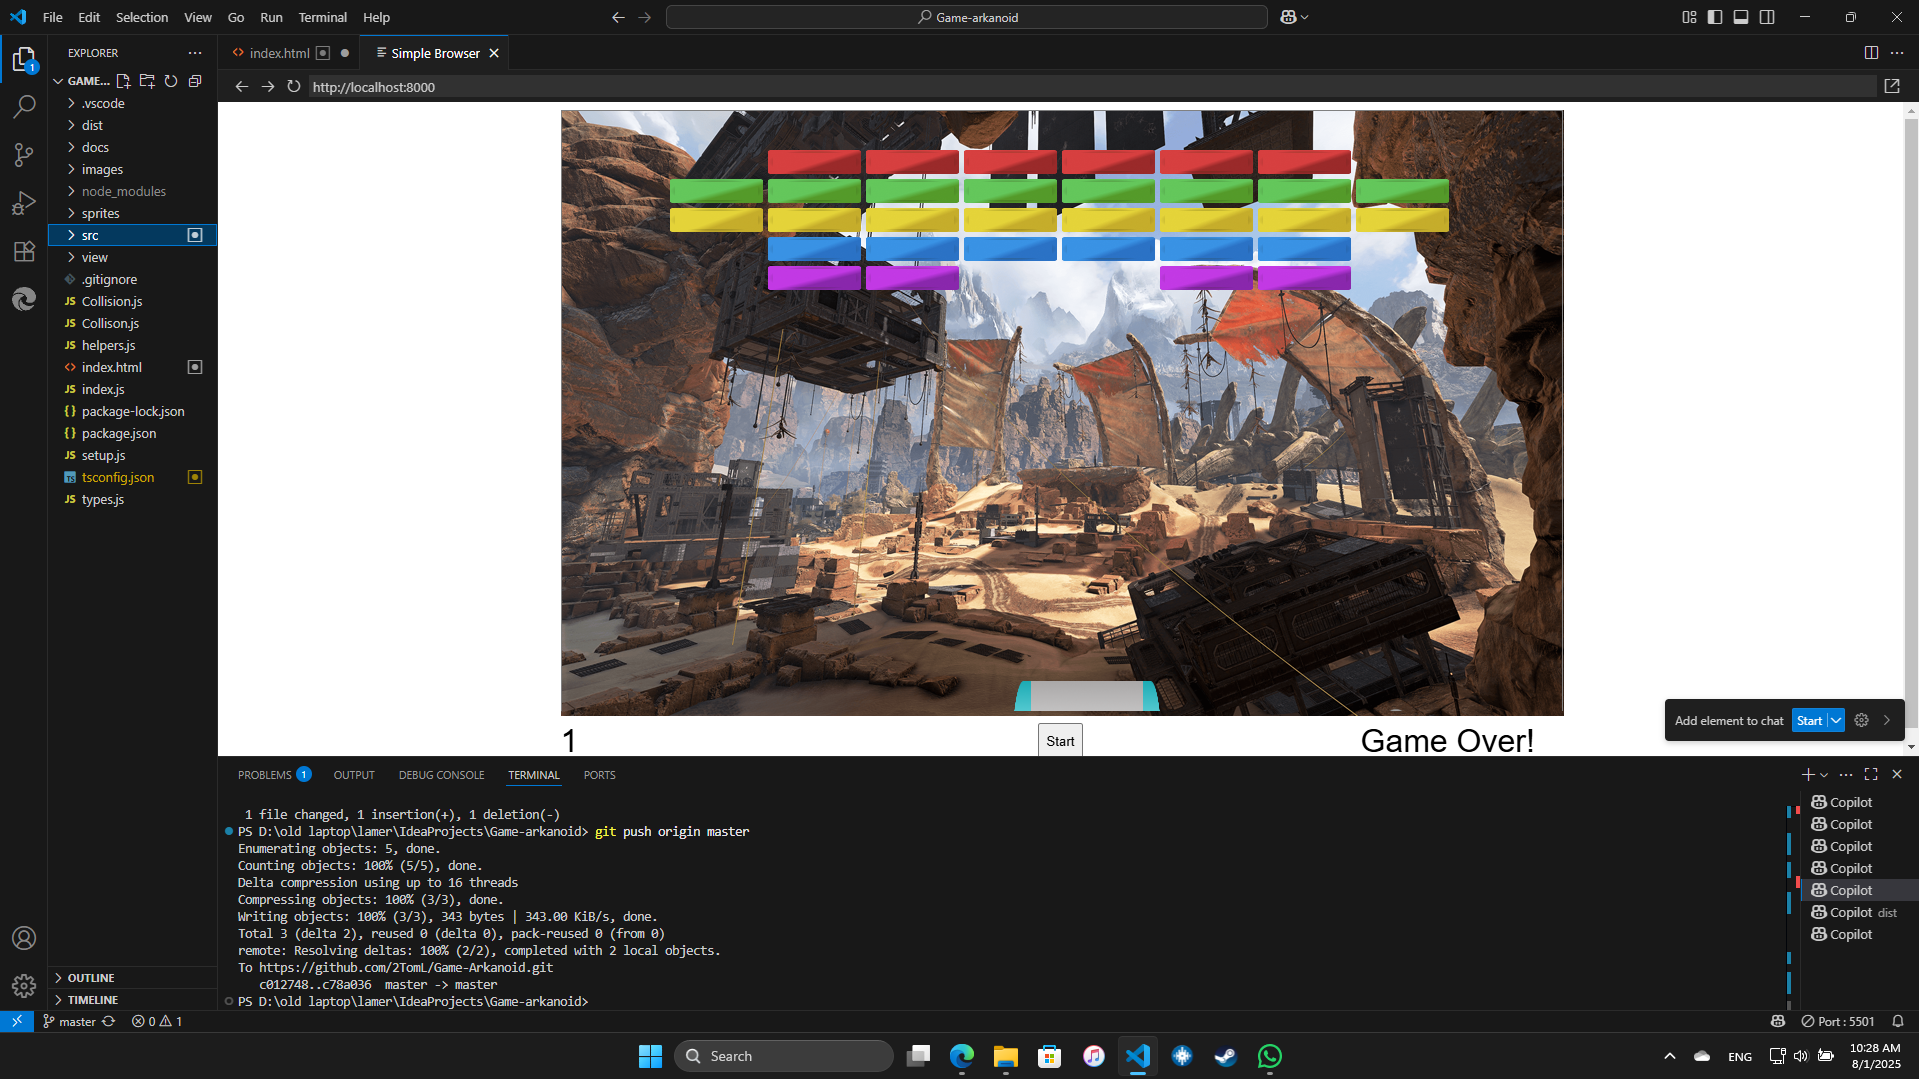 File Edit Selection View Go Run Terminal Help
Game-arkanoid
EXPLORER
index.html
Simple Browser
1
GAME...
http://localhost:8000
.vscode
dist
docs
images
node_modules
sprites
src
view
.gitignore
JS Collision.js
JS Collison.js
JS helpers.js
index.html
JS index.js
{} package-lock.json
{} package.json
JS setup.js
TS tsconfig.json
JS types.js
OUTLINE
TIMELINE
1
Start
Game Over!
Add element to chat Start
PROBLEMS 1 OUTPUT DEBUG CONSOLE TERMINAL PORTS
1 file changed, 1 insertion(+), 1 deletion(-)
PS D:\old laptop\lamer\IdeaProjects\Game-arkanoid> git push origin master
Enumerating objects: 5, done.
Counting objects: 100% (5/5), done.
Delta compression using up to 16 threads
Compressing objects: 100% (3/3), done.
Writing objects: 100% (3/3), 343 bytes | 343.00 KiB/s, done.
Total 3 (delta 2), reused 0 (delta 0), pack-reused 0 (from 0)
remote: Resolving deltas: 100% (2/2), completed with 2 local objects.
To https://github.com/2TomL/Game-Arkanoid.git
c012748..c78a036 master -> master
PS D:\old laptop\lamer\IdeaProjects\Game-arkanoid>
Copilot
Copilot
Copilot
Copilot
Copilot
Copilot dist
Copilot
master 0 1
Port : 5501
Search
ENG
10:28 AM
8/1/2025